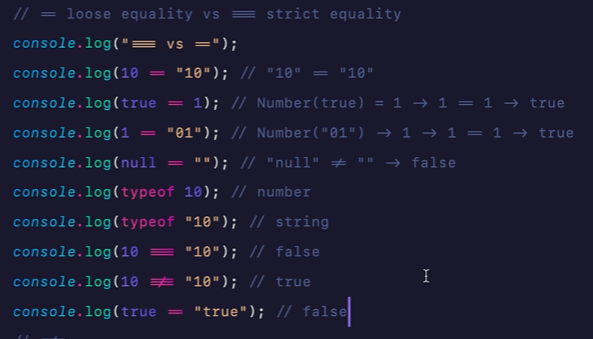 // == loose equality vs === strict equality
console.log("=== vs ==");
console.log(10 == "10"); // "10" == "10"
console.log(true == 1); // Number(true) = 1 -> 1 == 1 -> true
console.log(1 == "01"); // Number("01") -> 1 -> 1 == 1 -> true
console.log(null == ""); // "null" != "" -> false
console.log(typeof 10); // number
console.log(typeof "10"); // string
console.log(10 === "10"); // false
console.log(10 !== "10"); // true
console.log(true == "true"); // false